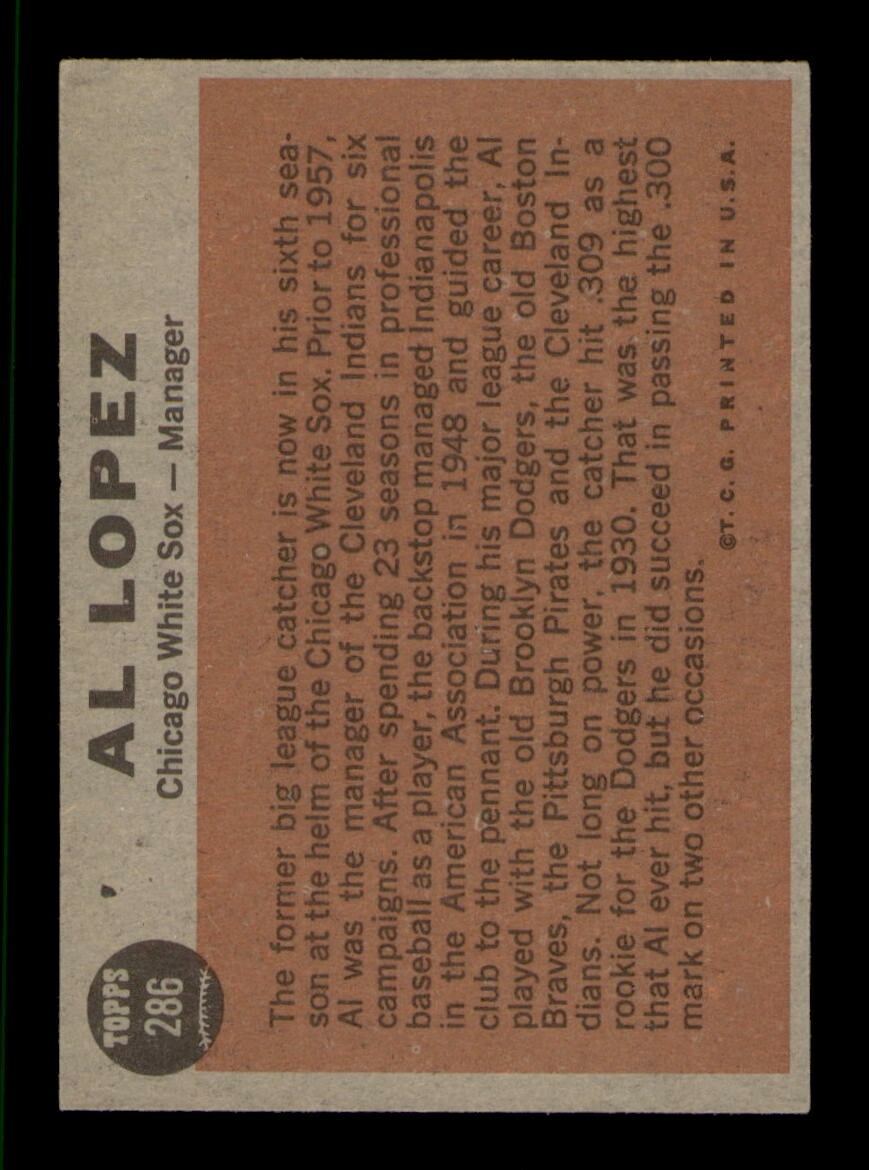 TOPPS
286
AL LOPEZ
Chicago White Sox — Manager
The former big league catcher is now in his sixth sea-
son at the helm of the Chicago White Sox. Prior to 1957,
Al was the manager of the Cleveland Indians for six
campaigns. After spending 23 seasons in professional
baseball as a player, the backstop managed Indianapolis
in the American Association in 1948 and guided the
club to the pennant. During his major league career, Al
played with the old Brooklyn Dodgers, the old Boston
Braves, the Pittsburgh Pirates and the Cleveland In-
dians. Not long on power, the catcher hit .309 as a
rookie for the Dodgers in 1930. That was the highest
that Al ever hit, but he did succeed in passing the .300
mark on two other occasions.
©T. C. G. PRINTED IN U.S.A.